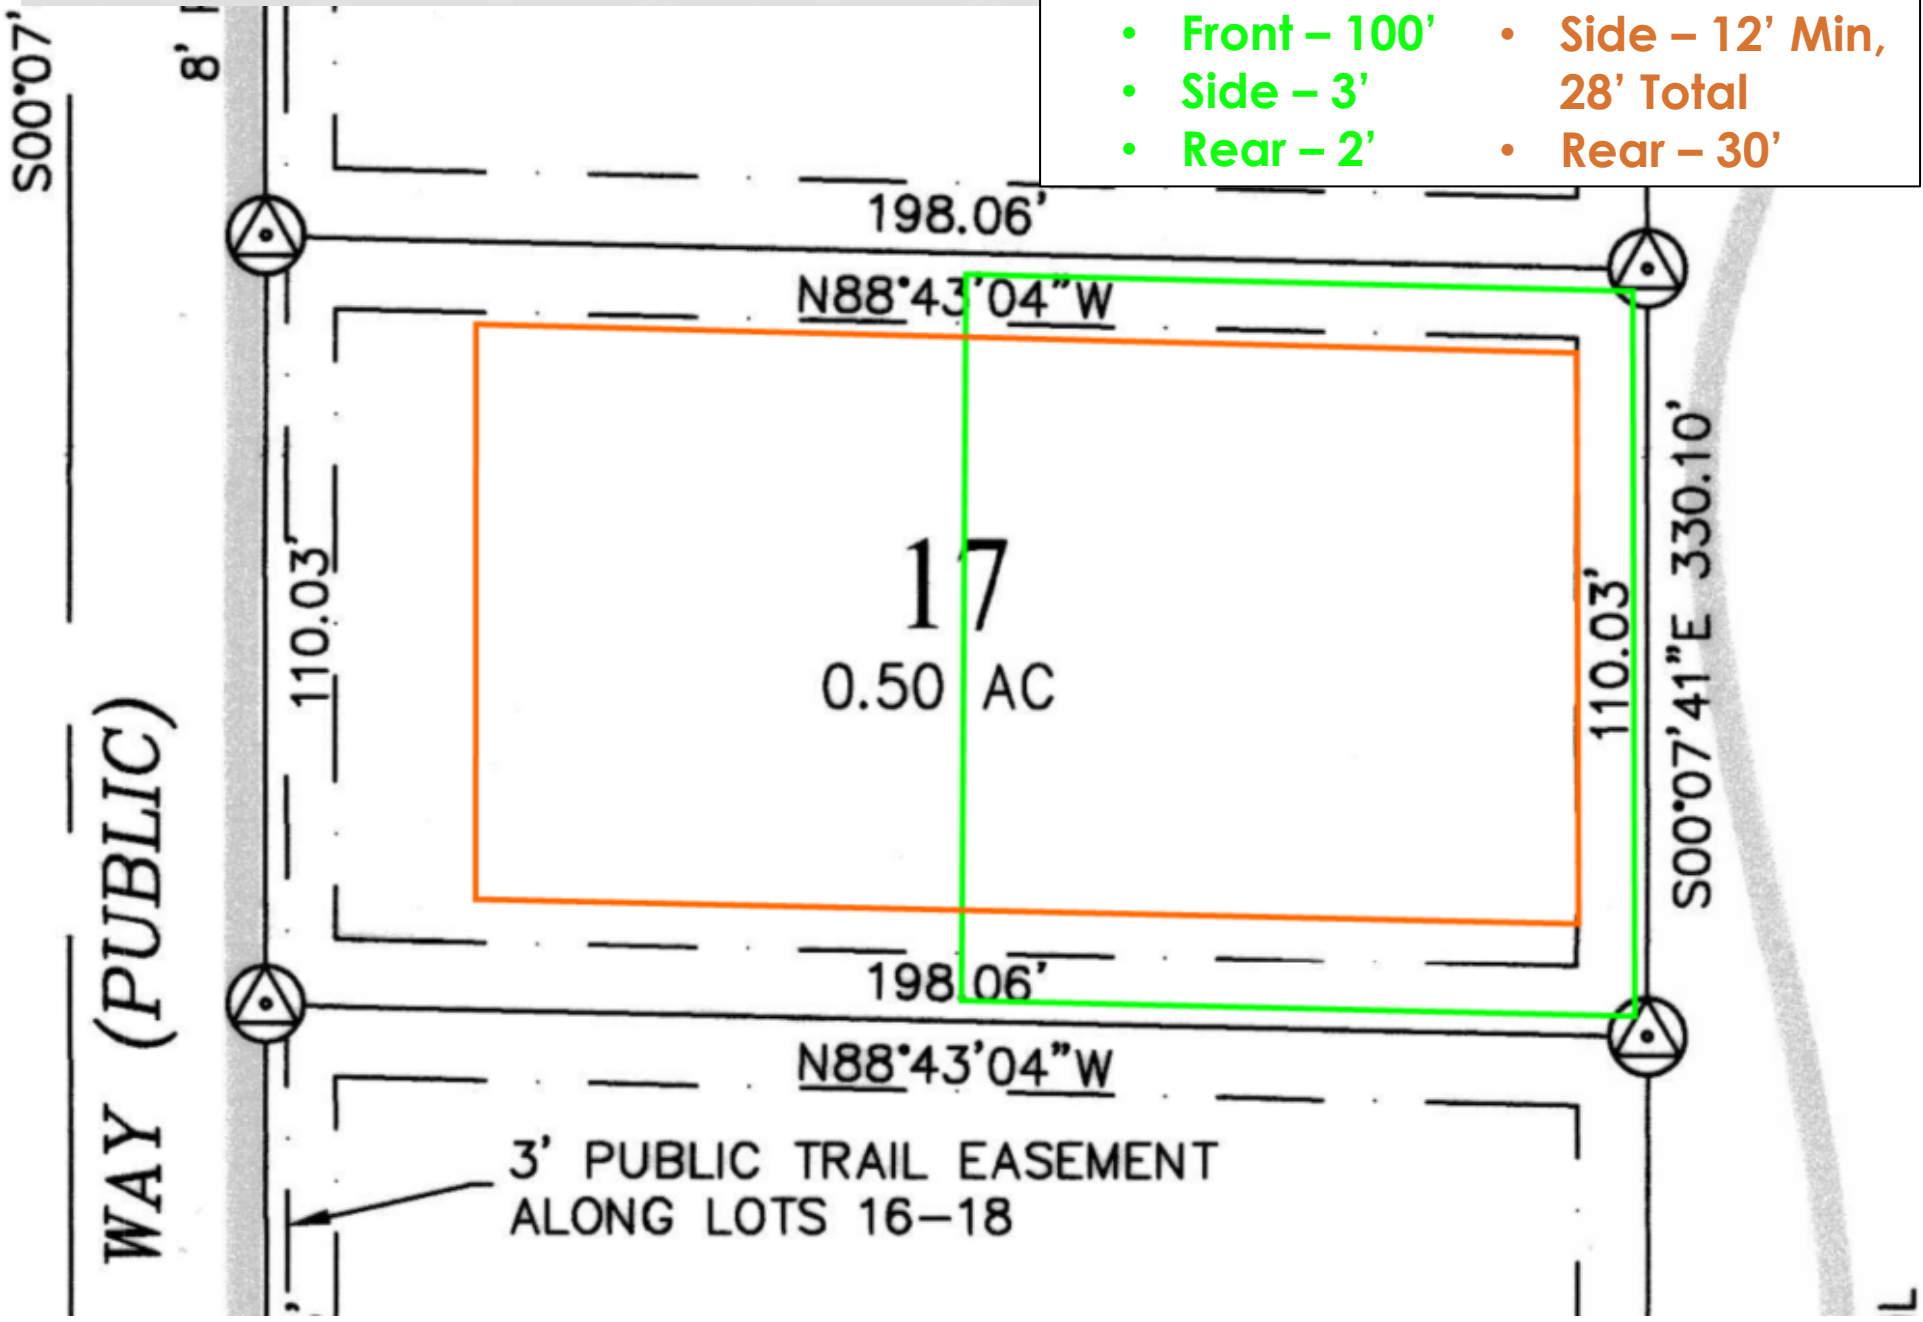 • Front – 100’
• Side – 3’
• Rear – 2’
• Side – 12’ Min,
28’ Total
• Rear – 30’
S00°07'
8'
198.06'
N88°43'04"W
110.03'
17
0.50 AC
110.03'
S00°07'41"E 330.10'
WAY (PUBLIC)
198.06'
N88°43'04"W
3' PUBLIC TRAIL EASEMENT
ALONG LOTS 16–18